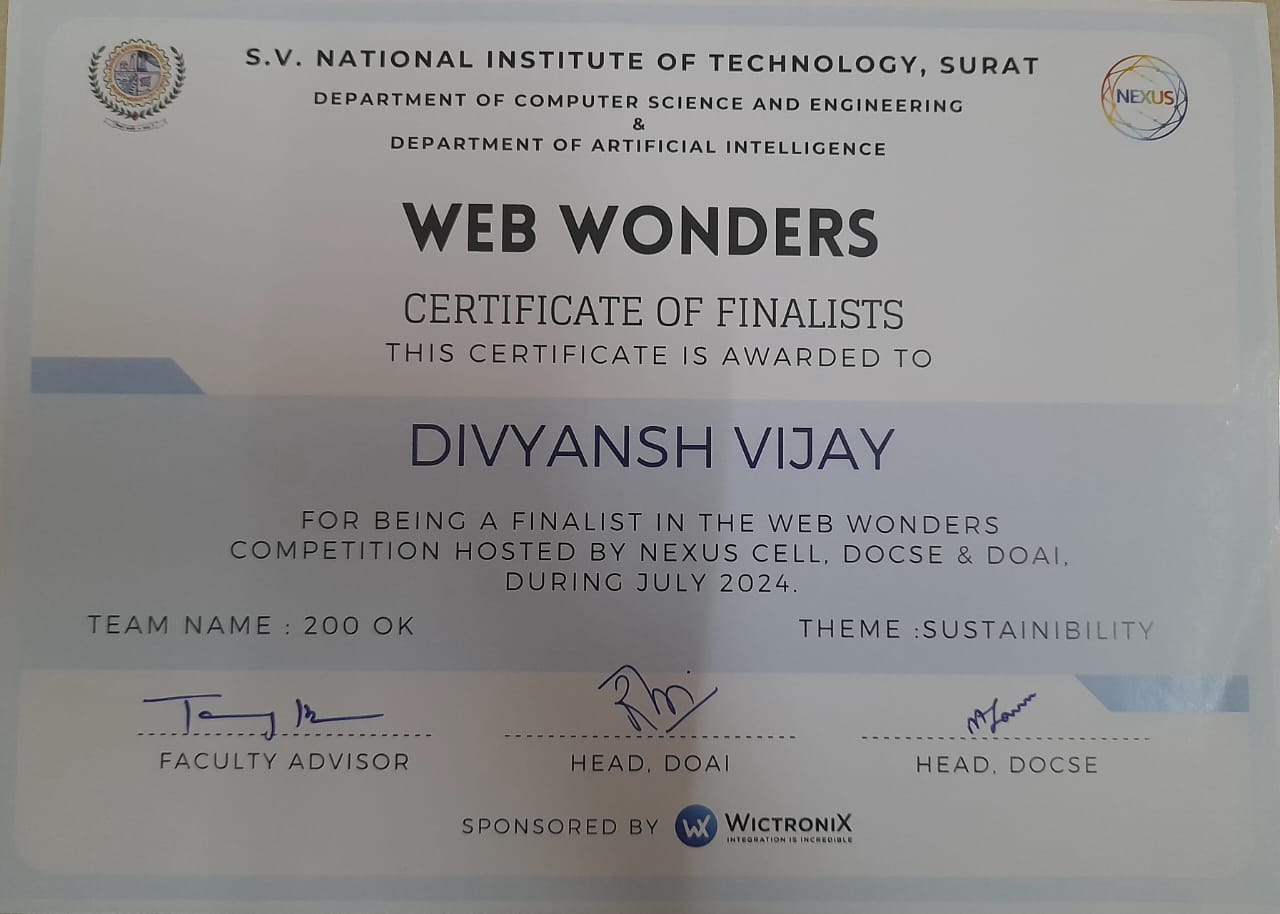 S.V. NATIONAL INSTITUTE OF TECHNOLOGY, SURAT
DEPARTMENT OF COMPUTER SCIENCE AND ENGINEERING
&
DEPARTMENT OF ARTIFICIAL INTELLIGENCE
NEXUS
WEB WONDERS
CERTIFICATE OF FINALISTS
THIS CERTIFICATE IS AWARDED TO
DIVYANSH VIJAY
FOR BEING A FINALIST IN THE WEB WONDERS
COMPETITION HOSTED BY NEXUS CELL, DOCSE & DOAI,
DURING JULY 2024.
TEAM NAME : 200 OK
THEME :SUSTAINIBILITY
FACULTY ADVISOR
HEAD, DOAI
HEAD, DOCSE
SPONSORED BY
WX WICTRONIX
INTEGRATION IS INCREDIBLE